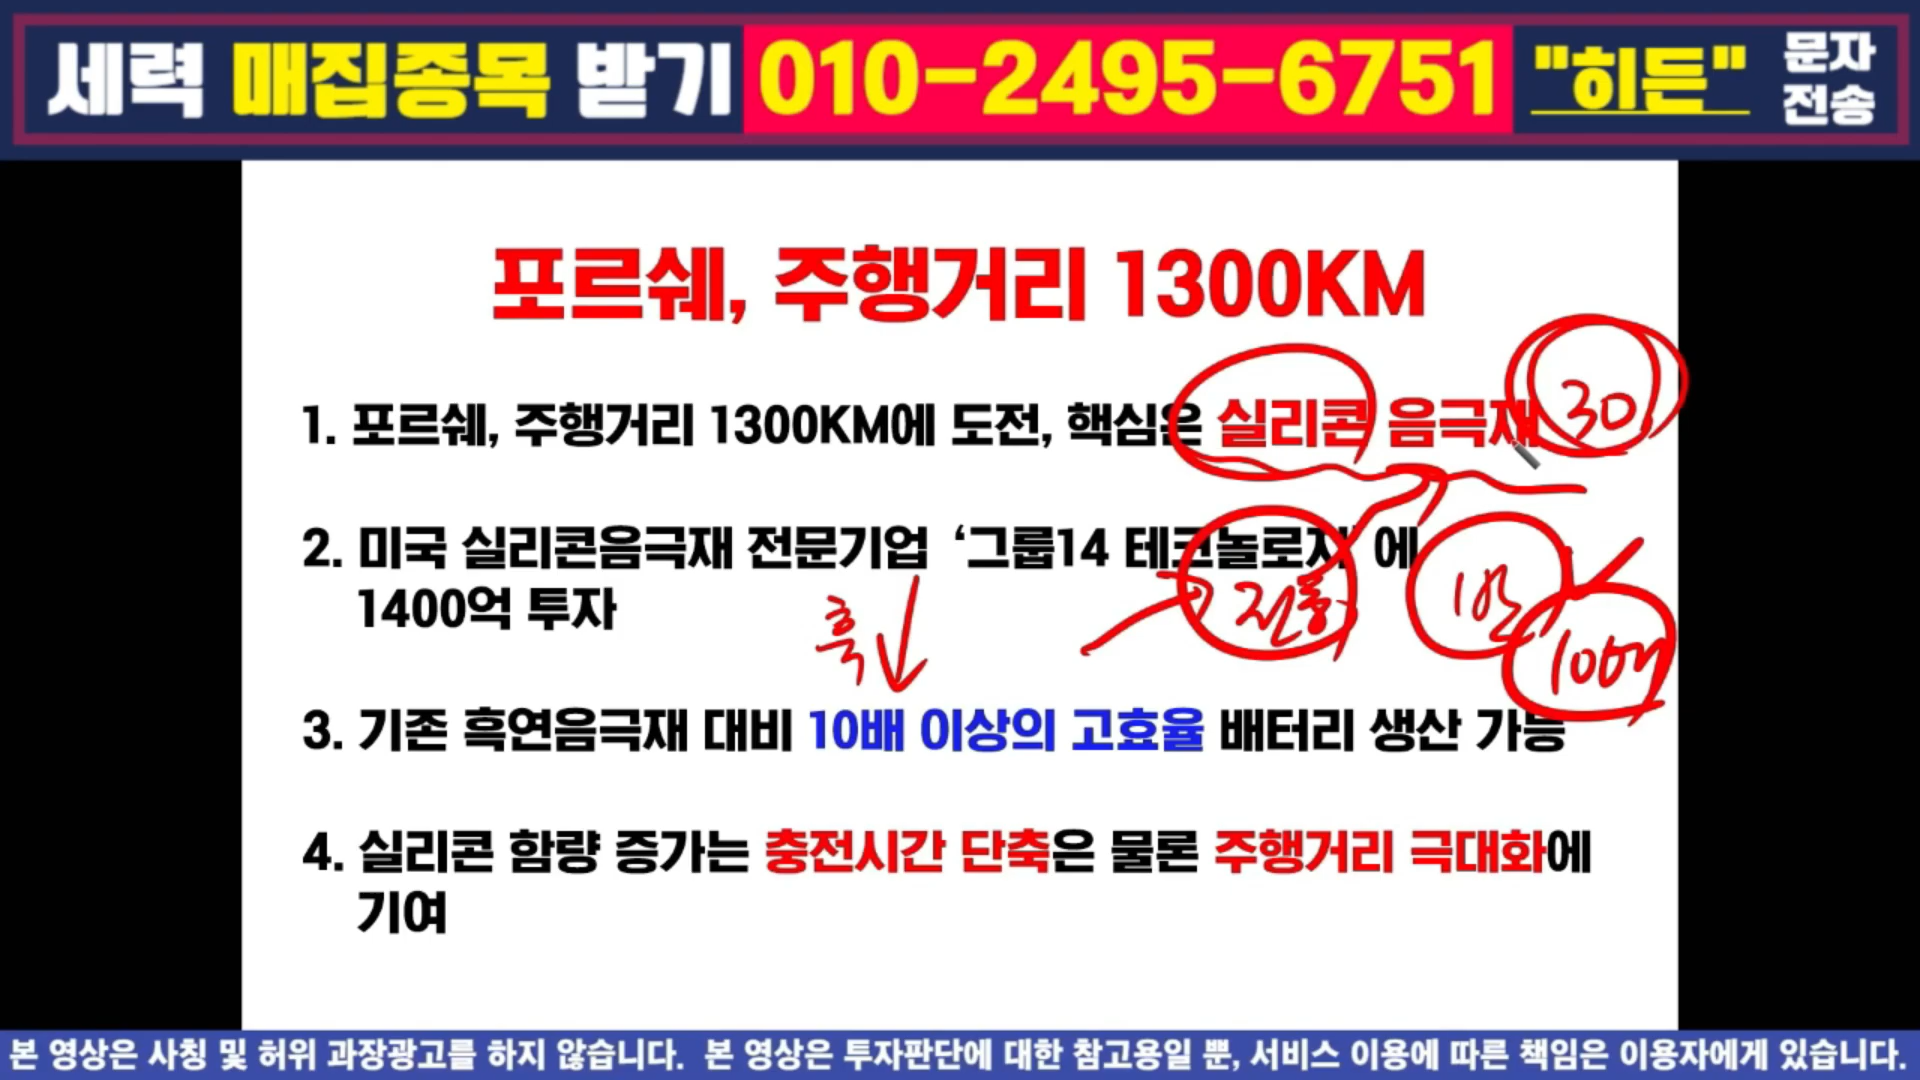 세력 매집종목 받기 010-2495-6751 "히든" 문자
전송
포르쉐, 주행거리 1300KM
1. 포르쉐, 주행거리 1300KM에 도전, 핵심은 실리콘 음극재
30
2. 미국 실리콘음극재 전문기업 ‘그룹14 테크놀로지’에
1400억 투자
흑
3. 기존 흑연음극재 대비 10배 이상의 고효율 배터리 생산 가능
4. 실리콘 함량 증가는 충전시간 단축은 물론 주행거리 극대화에
기여
본 영상은 사칭 및 허위 과장광고를 하지 않습니다. 본 영상은 투자판단에 대한 참고용일 뿐, 서비스 이용에 따른 책임은 이용자에게 있습니다.